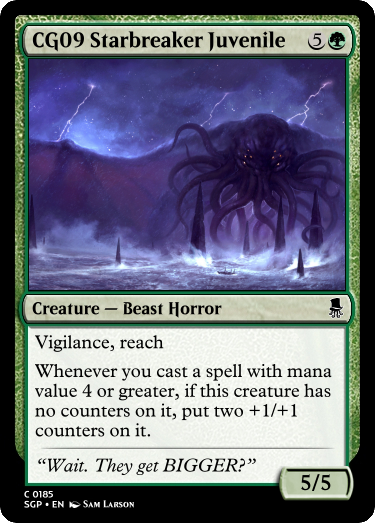 CG09 Starbreaker Juvenile 5
Creature — Beast Horror
Vigilance, reach
Whenever you cast a spell with mana
value 4 or greater, if this creature has
no counters on it, put two +1/+1
counters on it.
“Wait. They get BIGGER?”
5/5
C 0185
SGP • EN Sam Larson